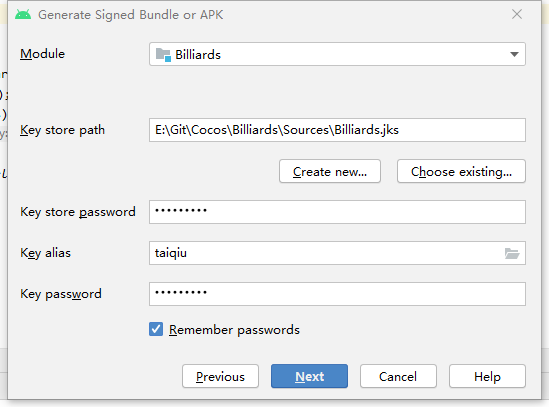 Generate Signed Bundle or APK
Module
Billiards
Key store path
E:\Git\Cocos\Billiards\Sources\Billiards.jks
Create new...
Choose existing...
Key store password
•••••••••
Key alias
taiqiu
Key password
•••••••••
Remember passwords
Previous
Next
Cancel
Help